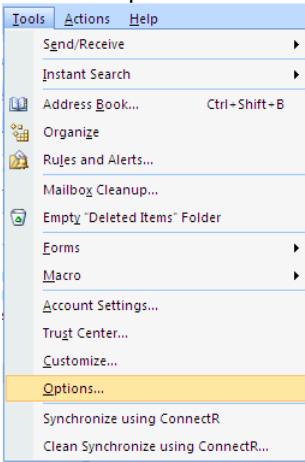 Tools Actions Help
Send/Receive
Instant Search
Address Book... Ctrl+Shift+B
Organize
Rules and Alerts...
Mailbox Cleanup...
Empty "Deleted Items" Folder
Forms
Macro
Account Settings...
Trust Center...
Customize...
Options...
Synchronize using ConnectR
Clean Synchronize using ConnectR...